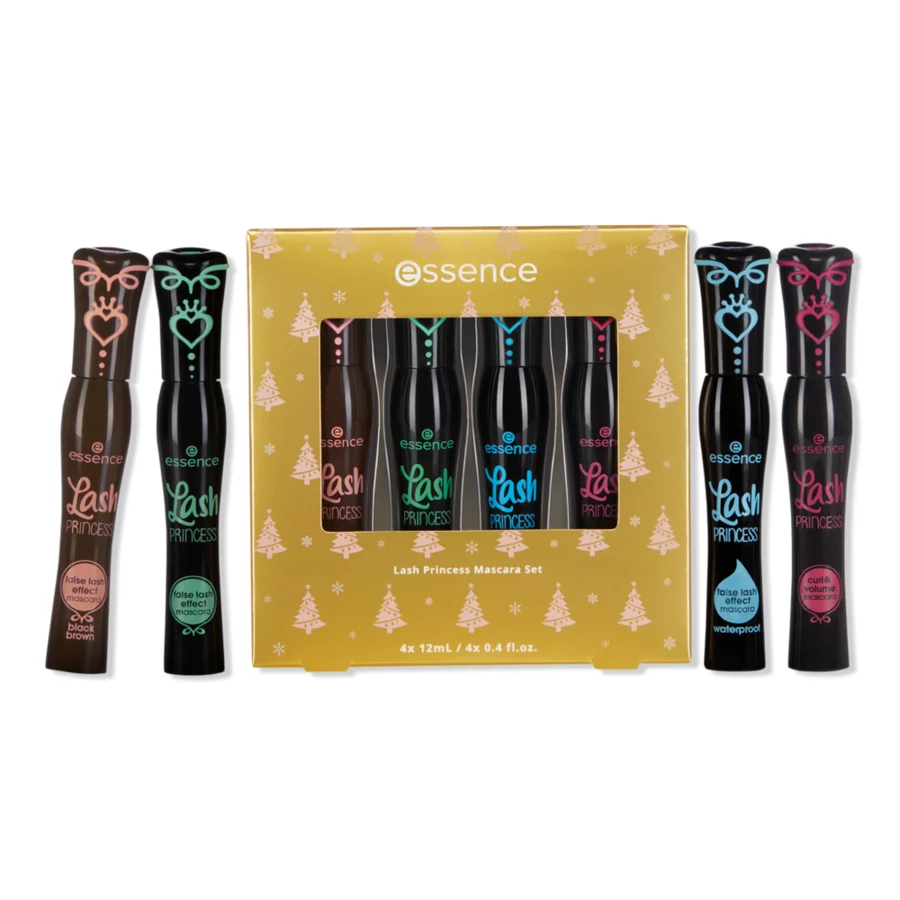 essence
Lash
PRINCESS
false lash
effect
mascara
black
brown
essence
Lash
PRINCESS
false lash
effect
mascara
essence
essence
Lash
PRINCESS
essence
Lash
PRINCESS
essence
Lash
PRINCESS
essence
Lash
PRINCESS
Lash Princess Mascara Set
4x 12mL / 4x 0.4 fl.oz.
essence
Lash
PRINCESS
false lash
effect
mascara
waterproof
essence
Lash
PRINCESS
curl&
volume
mascara